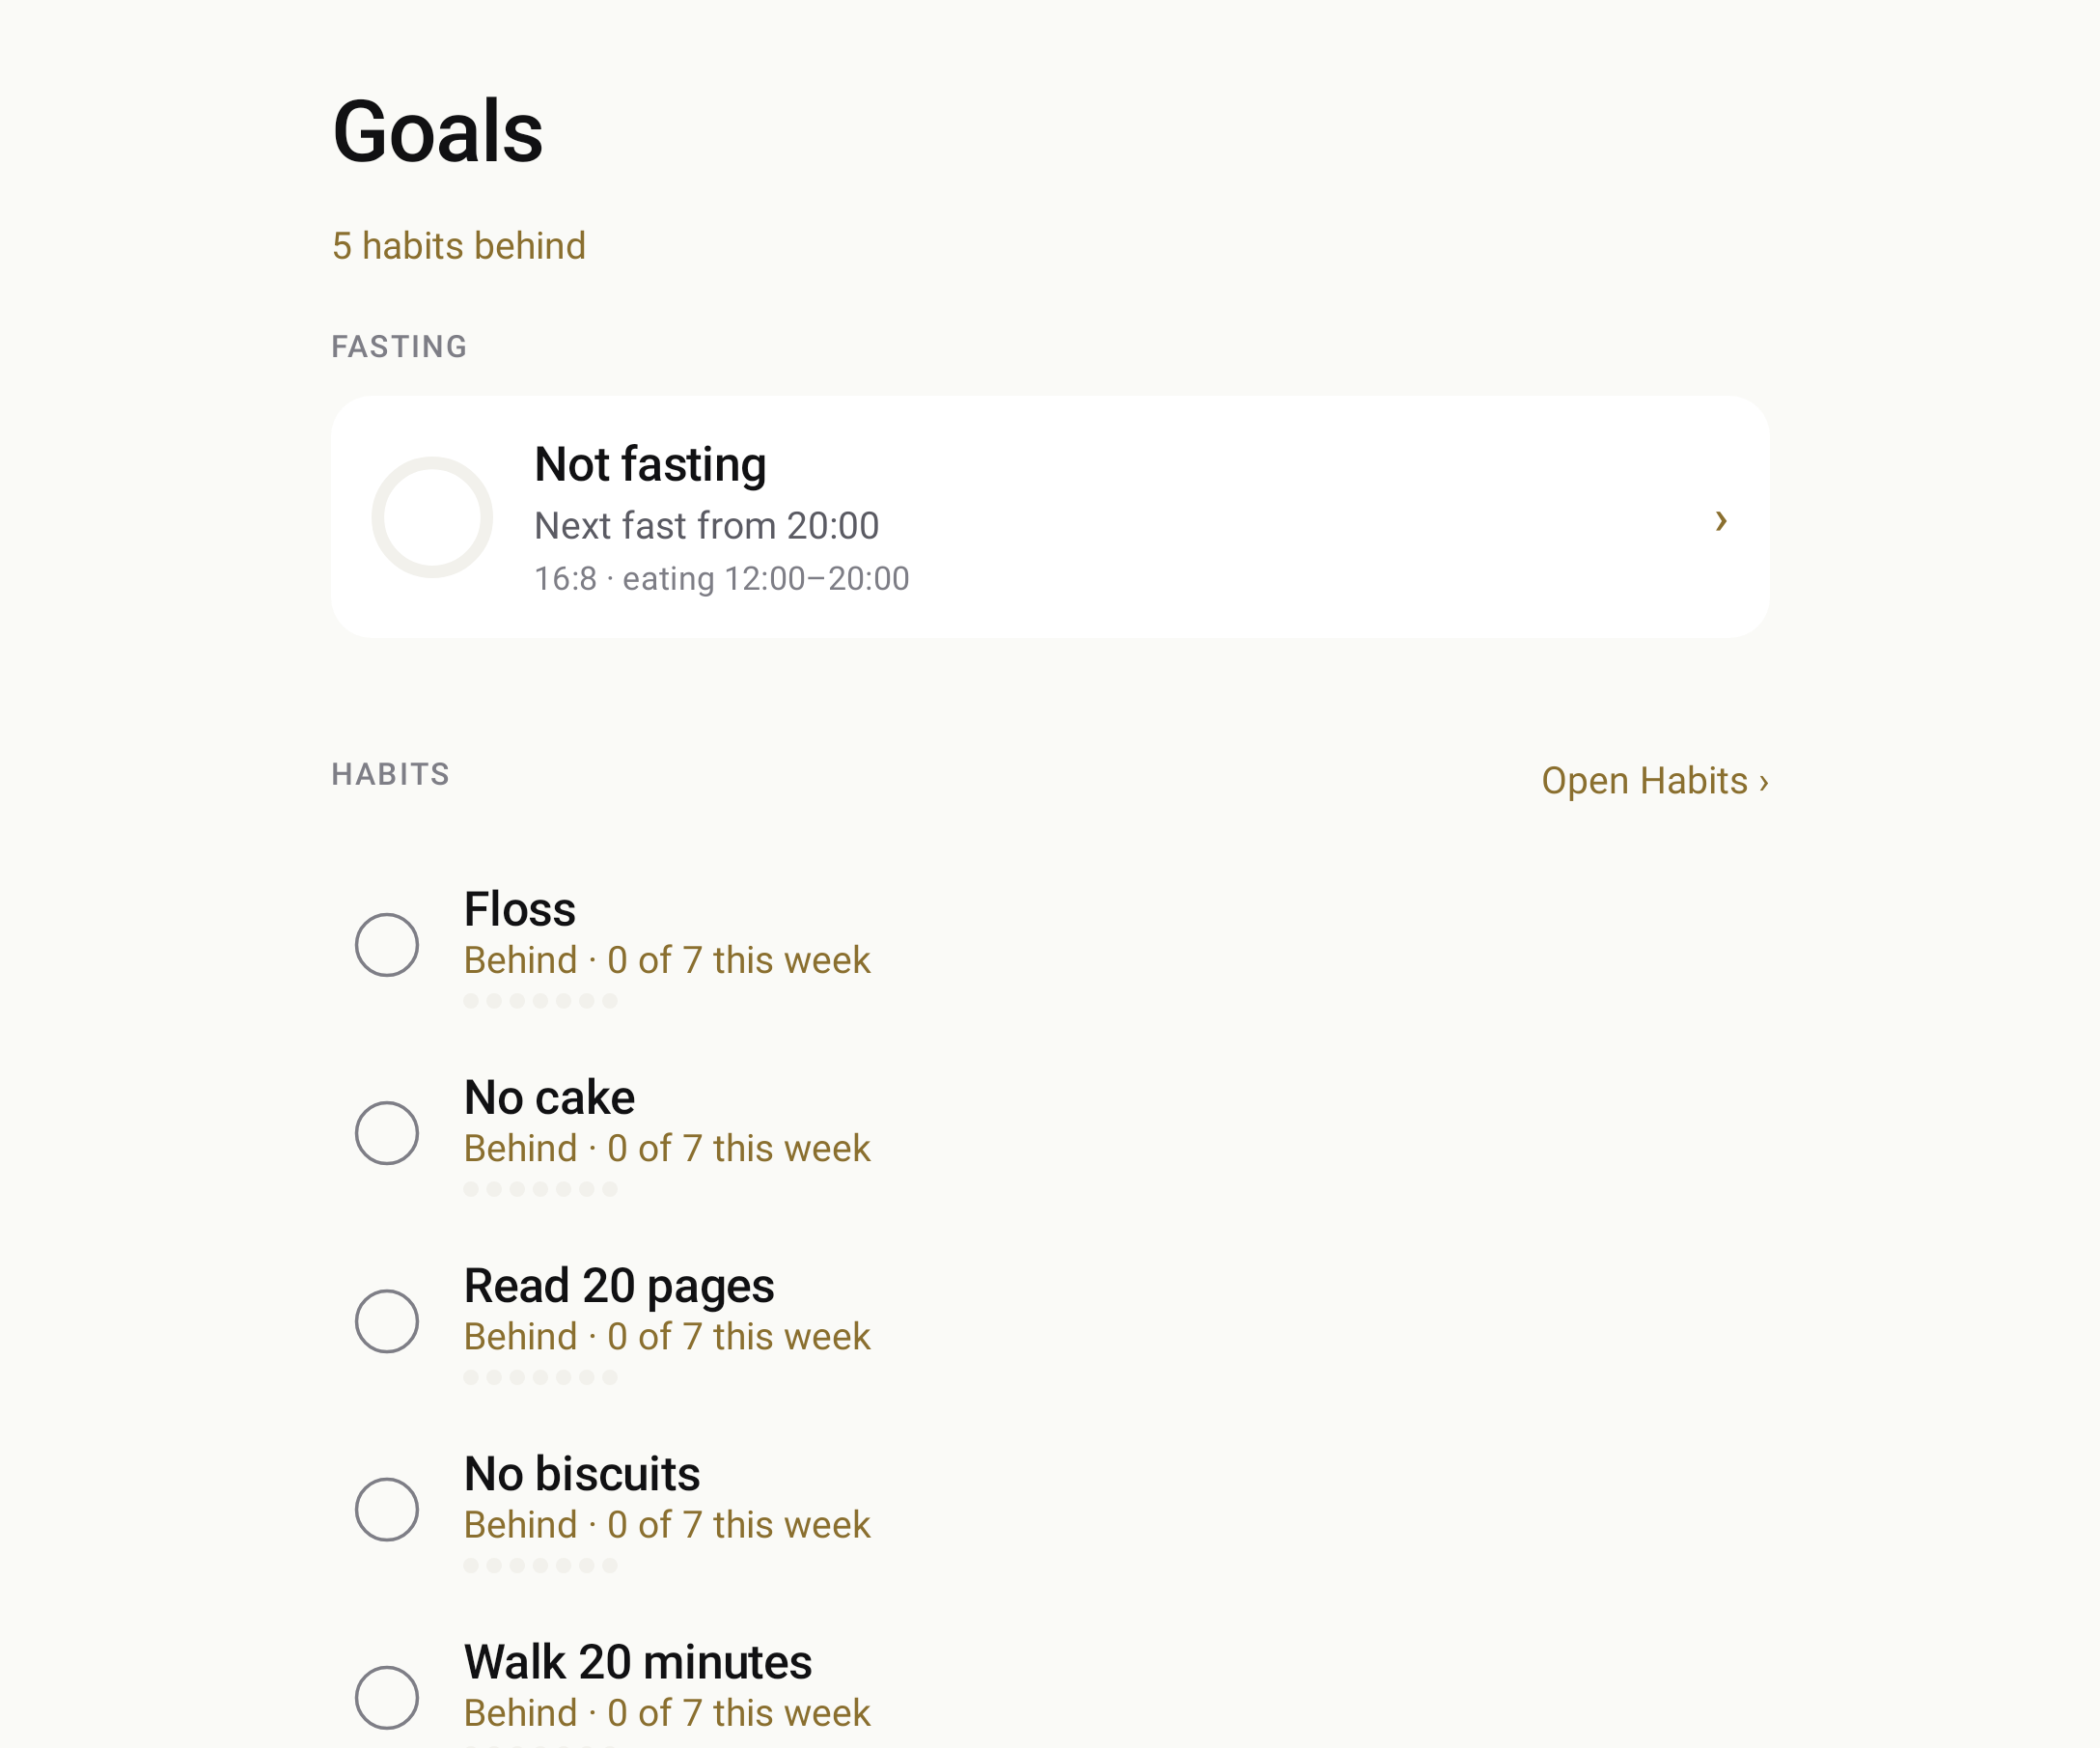 Goals
5 habits behind
FASTING
Not fasting
Next fast from 20:00
16:8 · eating 12:00–20:00
›
HABITS
Open Habits ›
Floss
Behind · 0 of 7 this week
No cake
Behind · 0 of 7 this week
Read 20 pages
Behind · 0 of 7 this week
No biscuits
Behind · 0 of 7 this week
Walk 20 minutes
Behind · 0 of 7 this week